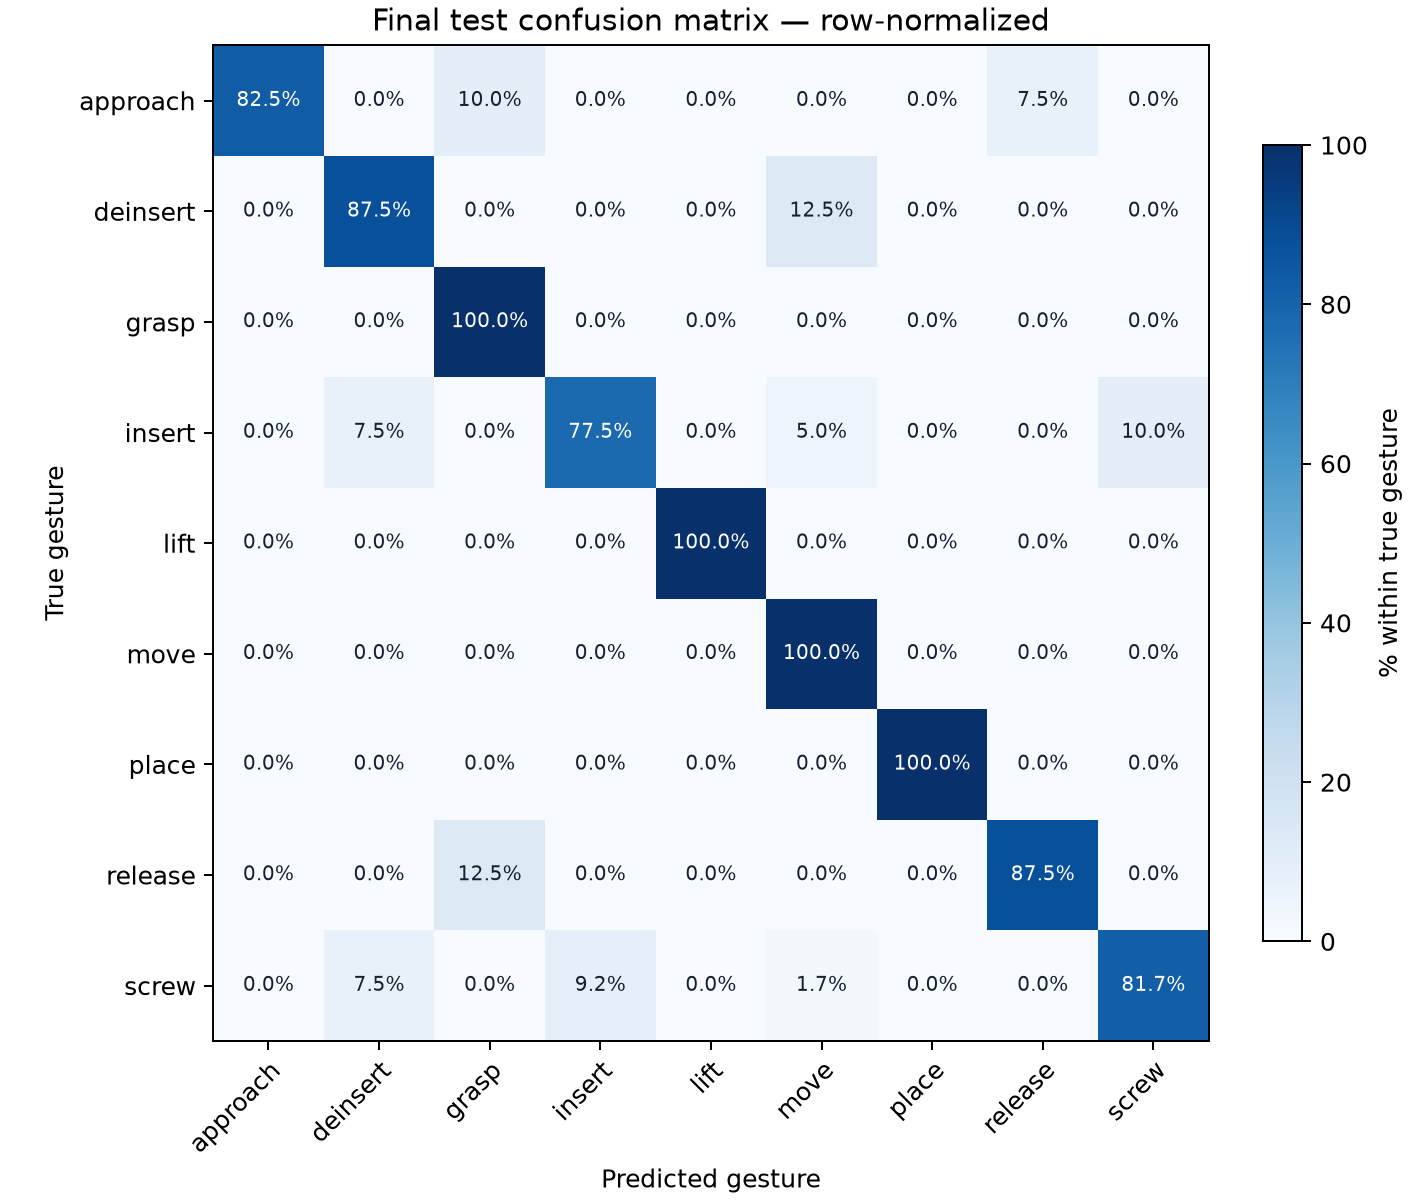 Final test confusion matrix — row-normalized
approach 82.5% 0.0% 10.0% 0.0% 0.0% 0.0% 0.0% 7.5% 0.0%
deinsert 0.0% 87.5% 0.0% 0.0% 0.0% 12.5% 0.0% 0.0% 0.0%
grasp 0.0% 0.0% 100.0% 0.0% 0.0% 0.0% 0.0% 0.0% 0.0%
insert 0.0% 7.5% 0.0% 77.5% 0.0% 5.0% 0.0% 0.0% 10.0%
lift 0.0% 0.0% 0.0% 0.0% 100.0% 0.0% 0.0% 0.0% 0.0%
move 0.0% 0.0% 0.0% 0.0% 0.0% 100.0% 0.0% 0.0% 0.0%
place 0.0% 0.0% 0.0% 0.0% 0.0% 0.0% 100.0% 0.0% 0.0%
release 0.0% 0.0% 12.5% 0.0% 0.0% 0.0% 0.0% 87.5% 0.0%
screw 0.0% 7.5% 0.0% 9.2% 0.0% 1.7% 0.0% 0.0% 81.7%
approach deinsert grasp insert lift move place release screw
Predicted gesture
True gesture
100
80
60
40
20
0
% within true gesture